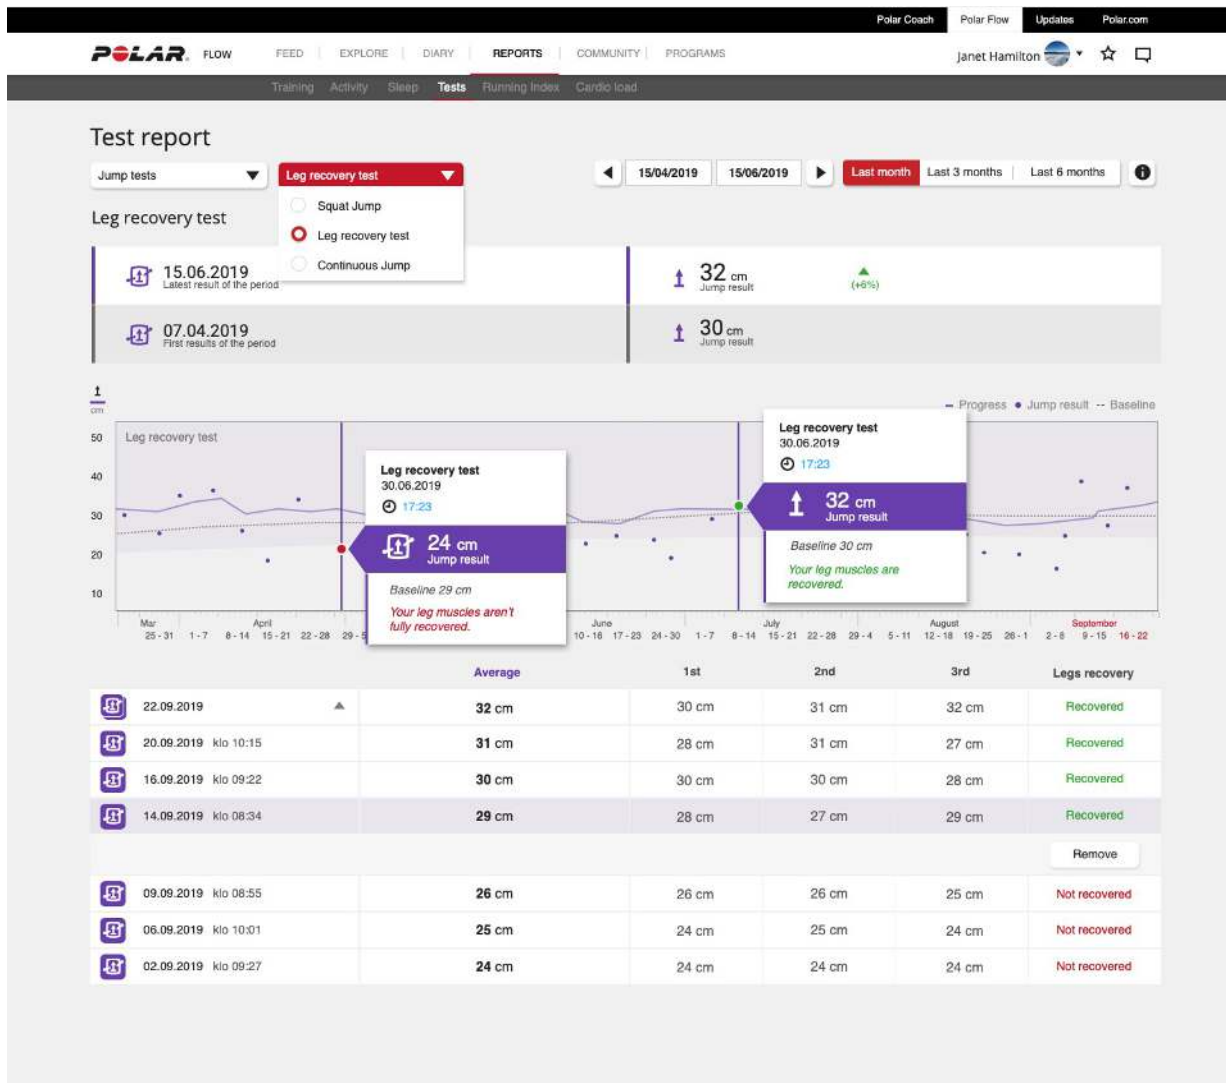 Polar Coach Polar Flow Updates Polar.com
POLAR. FLOW FEED EXPLORE DIARY REPORTS COMMUNITY PROGRAMS Janet Hamilton
Training Activity Sleep Tests Running Index Cardio load
Test report
Jump tests Leg recovery test 15/04/2019 15/06/2019 Last month Last 3 months Last 6 months
Squat Jump
Leg recovery test
Leg recovery test
Continuous Jump
15.06.2019
Latest result of the period
32 cm
Jump result
(+6%)
07.04.2019
First results of the period
30 cm
Jump result
cm
Progress Jump result Baseline
Leg recovery test
50
40
30
20
10
Leg recovery test
30.06.2019
17:23
24 cm
Jump result
Baseline 29 cm
Your leg muscles aren't
fully recovered.
Leg recovery test
30.06.2019
17:23
32 cm
Jump result
Baseline 30 cm
Your leg muscles are
recovered.
Mar April June July August September
25 - 31 1 - 7 8 - 14 15 - 21 22 - 28 29 - 5 10 - 16 17 - 23 24 - 30 1 - 7 8 - 14 15 - 21 22 - 28 29 - 4 5 - 11 12 - 18 19 - 25 26 - 1 2 - 8 9 - 15 16 - 22
Average 1st 2nd 3rd Legs recovery
22.09.2019 32 cm 30 cm 31 cm 32 cm Recovered
20.09.2019 klo 10:15 31 cm 28 cm 31 cm 27 cm Recovered
16.09.2019 klo 09:22 30 cm 30 cm 30 cm 28 cm Recovered
14.09.2019 klo 08:34 29 cm 28 cm 27 cm 29 cm Recovered
Remove
09.09.2019 klo 08:55 26 cm 26 cm 26 cm 25 cm Not recovered
06.09.2019 klo 10:01 25 cm 24 cm 25 cm 24 cm Not recovered
02.09.2019 klo 09:27 24 cm 24 cm 24 cm 24 cm Not recovered